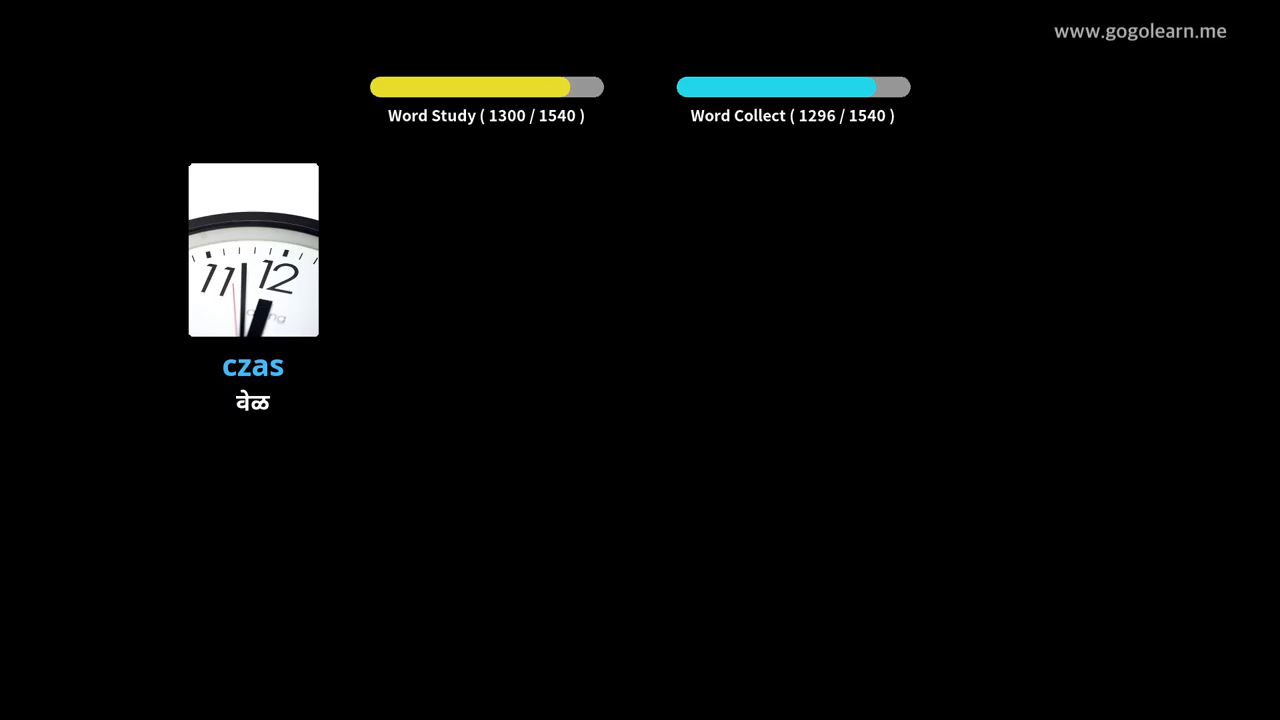 www.gogolearn.me
Word Study ( 1300 / 1540 )
Word Collect ( 1296 / 1540 )
11 12
czas
वेळ